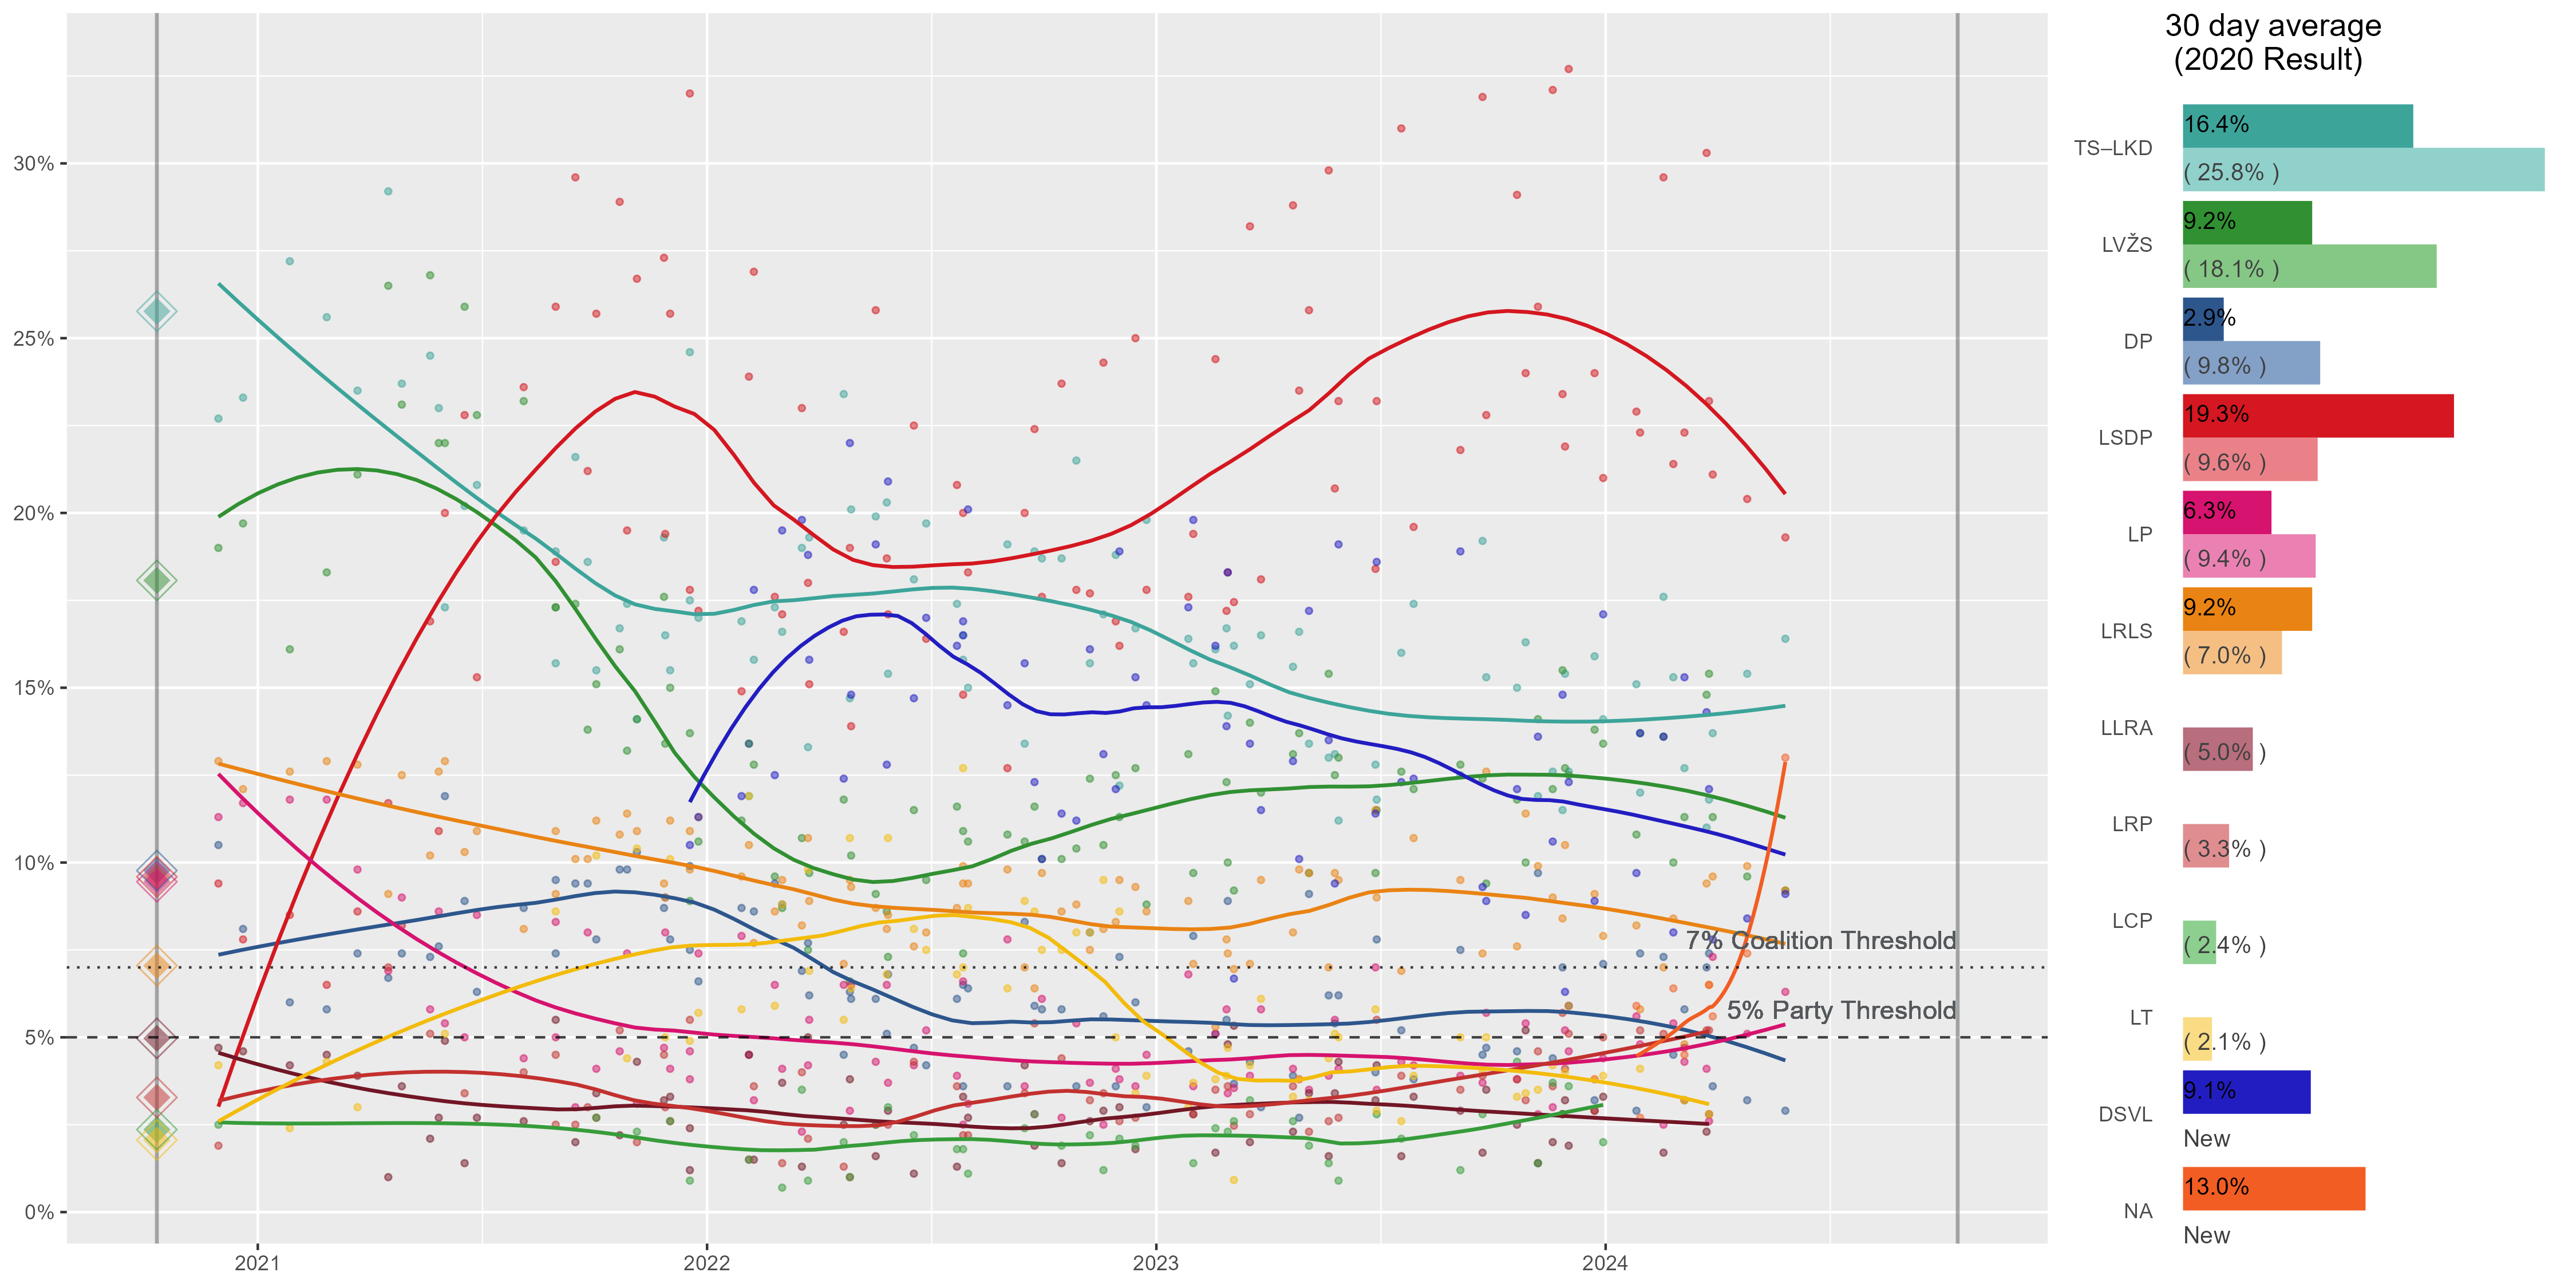 30 day average
(2020 Result)
30%
25%
20%
15%
10%
5%
0%
7% Coalition Threshold
5% Party Threshold
2021
2022
2023
2024
TS–LKD
16.4%
( 25.8% )
LVŽS
9.2%
( 18.1% )
DP
2.9%
( 9.8% )
LSDP
19.3%
( 9.6% )
LP
6.3%
( 9.4% )
LRLS
9.2%
( 7.0% )
LLRA
( 5.0% )
LRP
( 3.3% )
LCP
( 2.4% )
LT
( 2.1% )
DSVL
9.1%
New
NA
13.0%
New